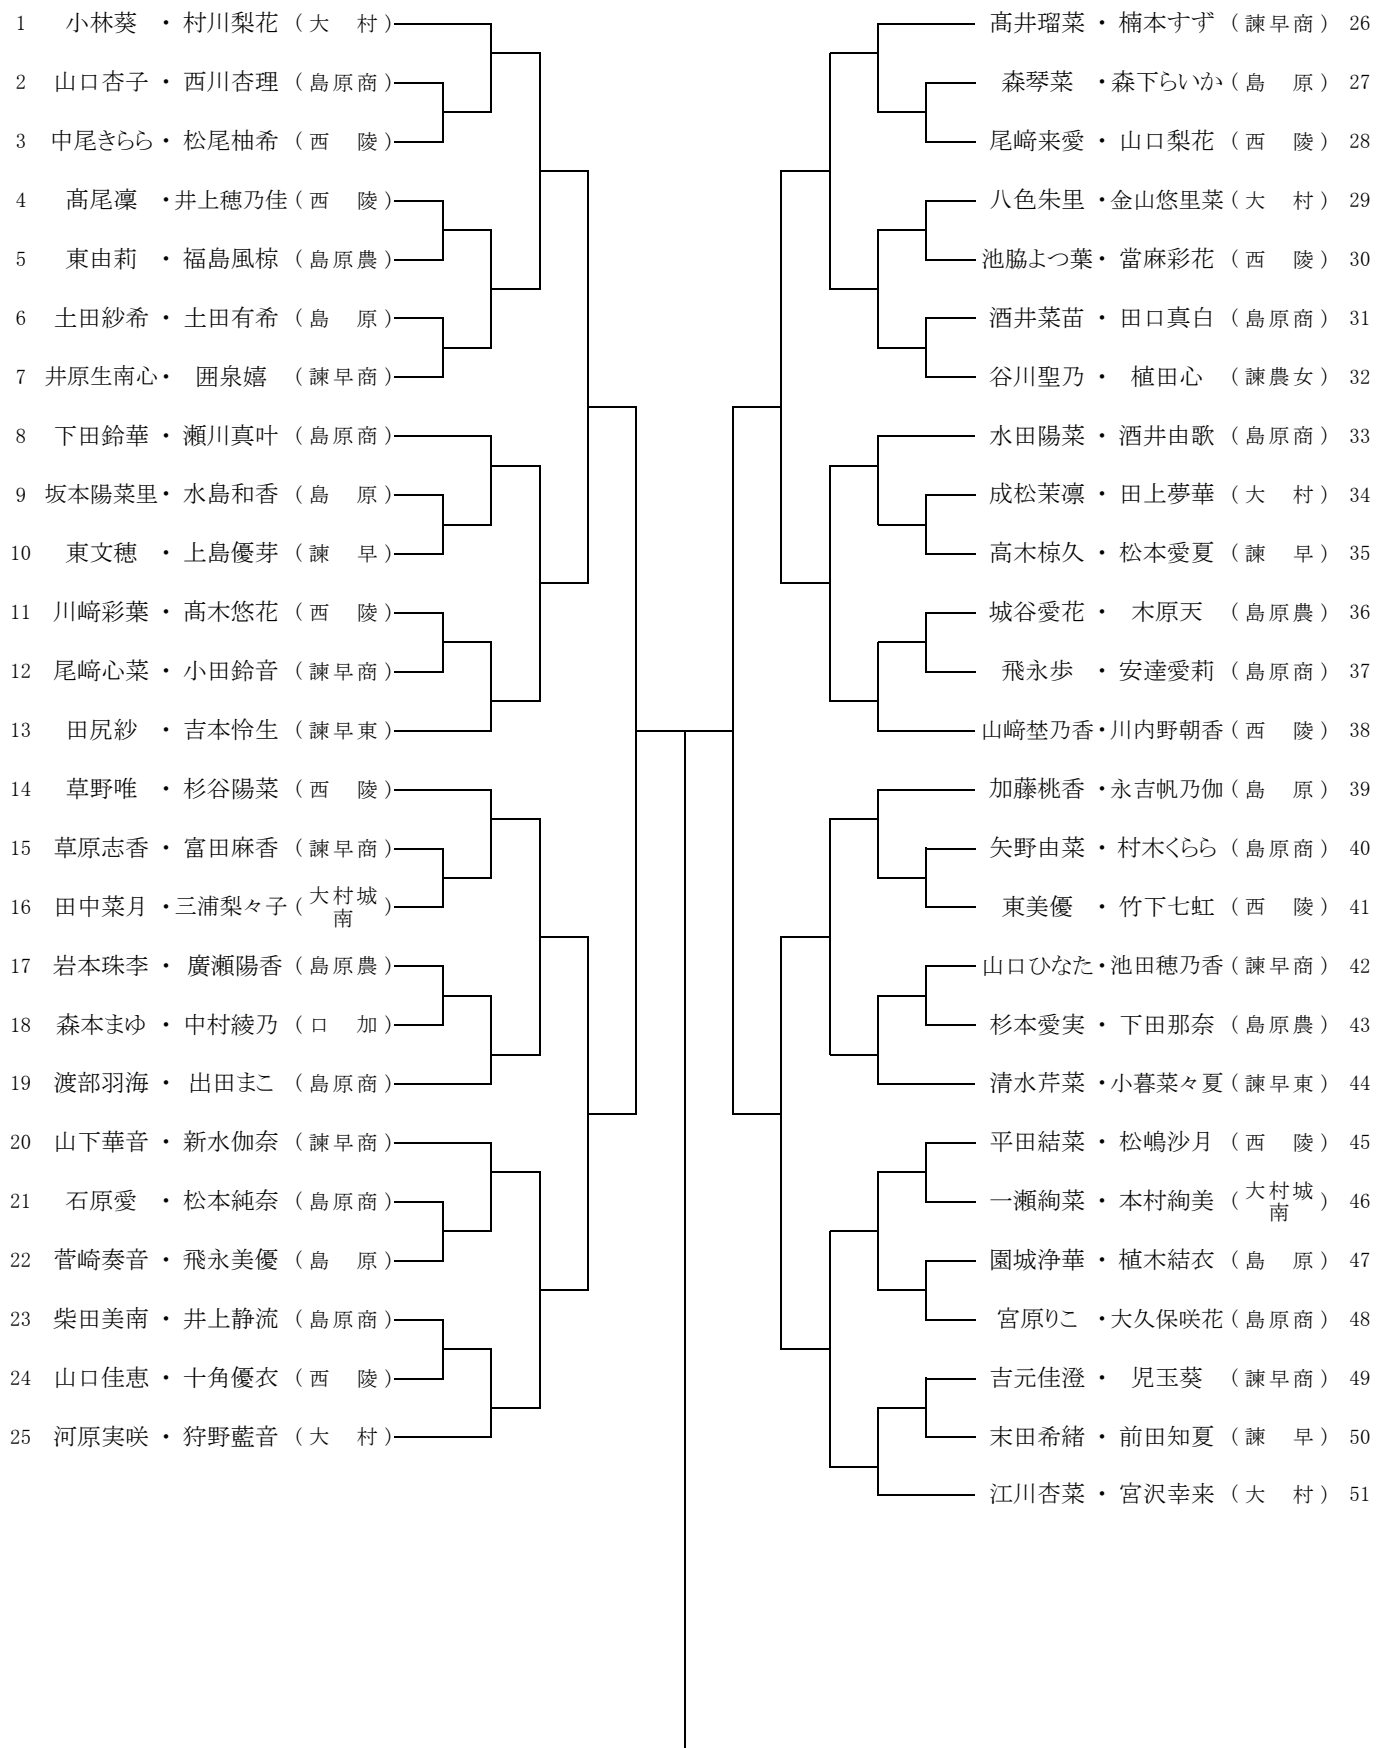 1 小林葵 ・ 村川梨花 （ 大 村 ）
2 山口杏子 ・ 西川杏理 （ 島原商 ）
3 中尾きらら ・ 松尾柚希 （ 西 陵 ）
4 髙尾凜 ・ 井上穂乃佳 （ 西 陵 ）
5 東由莉 ・ 福島風椋 （ 島原農 ）
6 土田紗希 ・ 土田有希 （ 島 原 ）
7 井原生南心 ・ 囲泉嬉 （ 諫早商 ）
8 下田鈴華 ・ 瀬川真叶 （ 島原商 ）
9 坂本陽菜里 ・ 水島和香 （ 島 原 ）
10 東文穂 ・ 上島優芽 （ 諫 早 ）
11 川﨑彩葉 ・ 髙木悠花 （ 西 陵 ）
12 尾﨑心菜 ・ 小田鈴音 （ 諫早商 ）
13 田尻紗 ・ 吉本怜生 （ 諫早東 ）
14 草野唯 ・ 杉谷陽菜 （ 西 陵 ）
15 草原志香 ・ 富田麻香 （ 諫早商 ）
16 田中菜月 ・ 三浦梨々子 （ 大村城南 ）
17 岩本珠李 ・ 廣瀬陽香 （ 島原農 ）
18 森本まゆ ・ 中村綾乃 （ 口 加 ）
19 渡部羽海 ・ 出田まこ （ 島原商 ）
20 山下華音 ・ 新水伽奈 （ 諫早商 ）
21 石原愛 ・ 松本純奈 （ 島原商 ）
22 菅崎奏音 ・ 飛永美優 （ 島 原 ）
23 柴田美南 ・ 井上静流 （ 島原商 ）
24 山口佳恵 ・ 十角優衣 （ 西 陵 ）
25 河原実咲 ・ 狩野藍音 （ 大 村 ）
髙井瑠菜 ・ 楠本すず （ 諫早商 ） 26
森琴菜 ・ 森下らいか （ 島 原 ） 27
尾﨑来愛 ・ 山口梨花 （ 西 陵 ） 28
八色朱里 ・ 金山悠里菜 （ 大 村 ） 29
池脇よつ葉 ・ 當麻彩花 （ 西 陵 ） 30
酒井菜苗 ・ 田口真白 （ 島原商 ） 31
谷川聖乃 ・ 植田心 （ 諫農女 ） 32
水田陽菜 ・ 酒井由歌 （ 島原商 ） 33
成松茉凛 ・ 田上夢華 （ 大 村 ） 34
高木椋久 ・ 松本愛夏 （ 諫 早 ） 35
城谷愛花 ・ 木原天 （ 島原農 ） 36
飛永歩 ・ 安達愛莉 （ 島原商 ） 37
山﨑埜乃香 ・ 川内野朝香 （ 西 陵 ） 38
加藤桃香 ・ 永吉帆乃伽 （ 島 原 ） 39
矢野由菜 ・ 村木くらら （ 島原商 ） 40
東美優 ・ 竹下七虹 （ 西 陵 ） 41
山口ひなた ・ 池田穂乃香 （ 諫早商 ） 42
杉本愛実 ・ 下田那奈 （ 島原農 ） 43
清水芹菜 ・ 小暮菜々夏 （ 諫早東 ） 44
平田結菜 ・ 松嶋沙月 （ 西 陵 ） 45
一瀬絢菜 ・ 本村絢美 （ 大村城南 ） 46
園城浄華 ・ 植木結衣 （ 島 原 ） 47
宮原りこ ・ 大久保咲花 （ 島原商 ） 48
吉元佳澄 ・ 児玉葵 （ 諫早商 ） 49
末田希緒 ・ 前田知夏 （ 諫 早 ） 50
江川杏菜 ・ 宮沢幸来 （ 大 村 ） 51